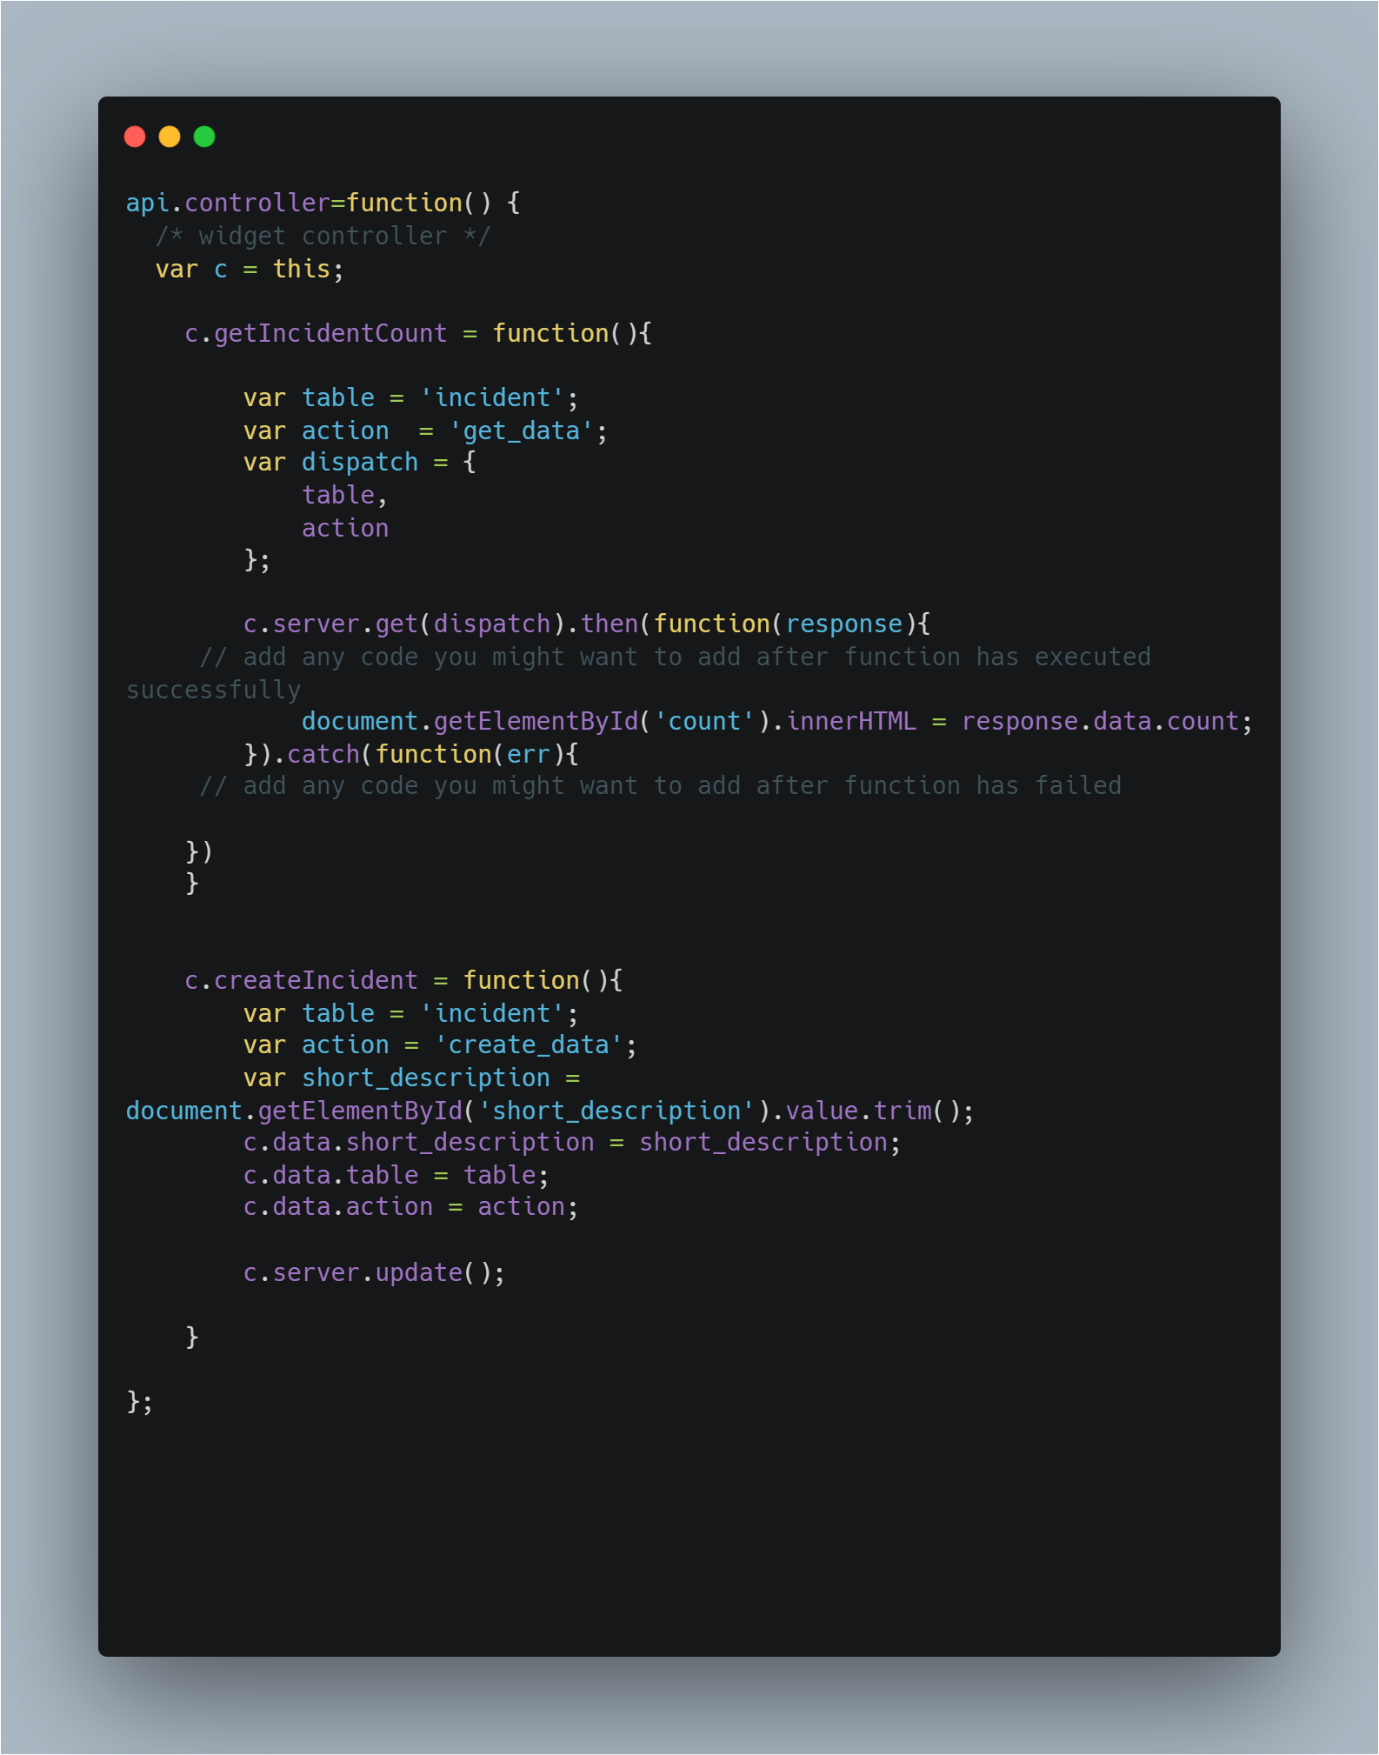 api.controller=function() {
  /* widget controller */
  var c = this;

    c.getIncidentCount = function(){

        var table = 'incident';
        var action  = 'get_data';
        var dispatch = {
            table,
            action
        };

        c.server.get(dispatch).then(function(response){
     // add any code you might want to add after function has executed
successfully
            document.getElementById('count').innerHTML = response.data.count;
        }).catch(function(err){
     // add any code you might want to add after function has failed

    })
    }


    c.createIncident = function(){
        var table = 'incident';
        var action = 'create_data';
        var short_description =
document.getElementById('short_description').value.trim();
        c.data.short_description = short_description;
        c.data.table = table;
        c.data.action = action;

        c.server.update();

    }

};